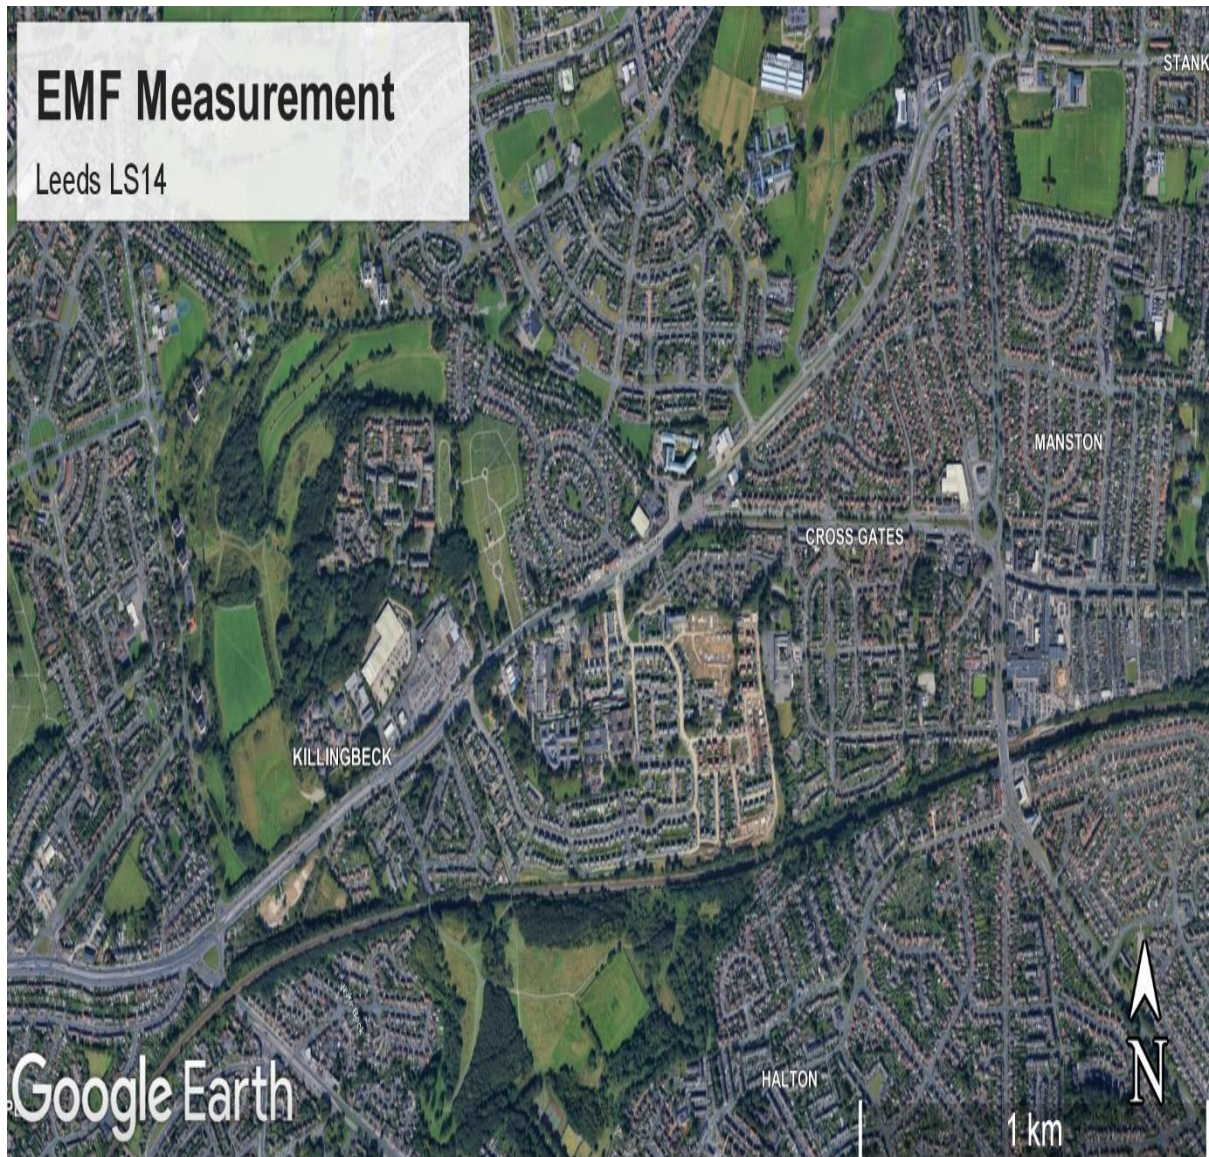 EMF Measurement
Leeds LS14
STANK
MANSTON
CROSS GATES
KILLINGBECK
HALTON
Google Earth
N
1 km